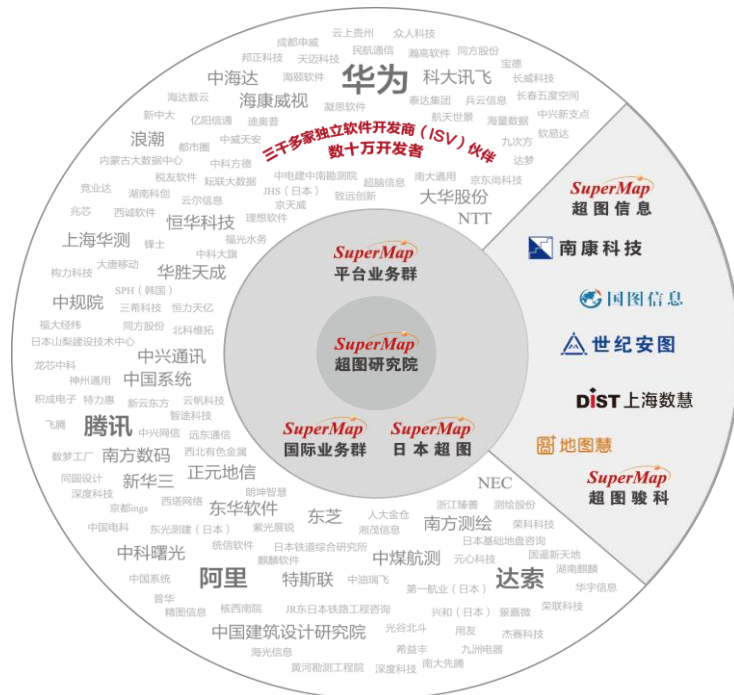 云上贵州 众人科技
成都申威 民航通信 瀚高软件 同方股份
邦正科技 天迈科技 宝德
中海达 海颐软件 华为 科大讯飞 长威科技
海达数云 海康威视 凝思软件 泰达集团 兵云信息 长春五度空间
新中大 亿阳信通 迪奥普 航天世景 海量数据 中兴新支点
浪潮 都市圈 中威天安 三千多家独立软件开发商(ISV)伙伴 九次方 软易达
内蒙古大数据中心 中科方德 数十万开发者 达梦
税友软件 耘联大数据 中电建中南勘测院 超脑信息 南大通用 京东尚科技
竞业达 湖南科创 JHS(日本) 致远创新 大华股份
兆芯 西诚软件 云尔信息 京天威
恒华科技 理想软件 NTT
上海华测 锋士 福光水务
大唐移动 中科大旗
构力科技 华胜天成
SPH(韩国)
中规院 三希科技 恒力天亿
福大经纬 同方股份 北科维拓
日本山梨建设技术中心
龙芯中科 中兴通讯
神州通用 中国系统
积成电子 特力惠 新云东方 云帆科技
飞腾 腾讯 智途科技
中兴网信 远东通信
数梦工厂 南方数码 西北有色金属
同圆设计 新华三 正元地信
深度科技 朗坤智慧
京都ings 西塔网络 东华软件 东芝 人大金仓 浙江臻善 测绘股份
NEC
中国电科 东光测建(日本) 紫光展锐 湘茂信息 南方测绘 荣科科技
中科曙光 统信软件 日本铁道综合研究所 日本基础地盘咨询
麒麟软件 中煤航测 元心科技 国遥新天地
中国系统 阿里 特斯联 中油瑞飞 第一航业(日本) 达索 湖南麒麟
普华 华宇信息
精图信息 核西南院 JR东日本铁路工程咨询 兴和(日本) 景嘉微 荣联科技
中国建筑设计研究院 光谷北斗 用友 杰赛科技
海光信息 希益丰 九洲电器
黄河勘测工程院 深度科技 南大先腾
SuperMap
平台业务群
SuperMap
超图研究院
SuperMap
国际业务群
SuperMap
日本超图
SuperMap
超图信息
南康科技
国图信息
世纪安图
DiST 上海数慧
地图慧
SuperMap
超图骏科